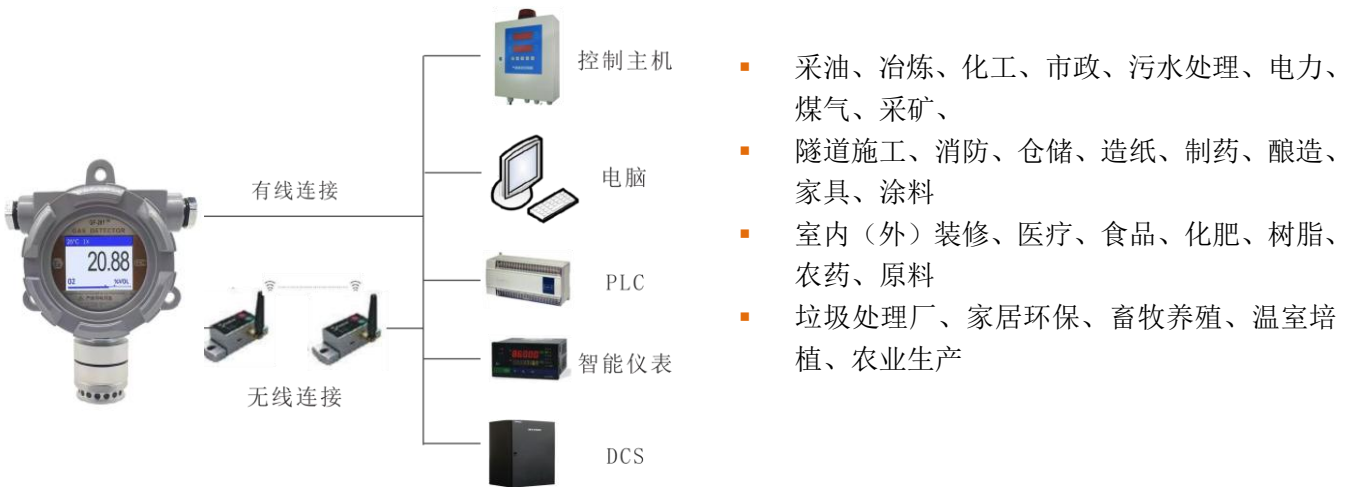 控制主机
电脑
有线连接
GAS DETECTOR
26℃
20.88
O2
%VOL
PLC
智能仪表
无线连接
DCS
采油、冶炼、化工、市政、污水处理、电力、
煤气、采矿、
隧道施工、消防、仓储、造纸、制药、酿造、
家具、涂料
室内（外）装修、医疗、食品、化肥、树脂、
农药、原料
垃圾处理厂、家居环保、畜牧养殖、温室培
植、农业生产